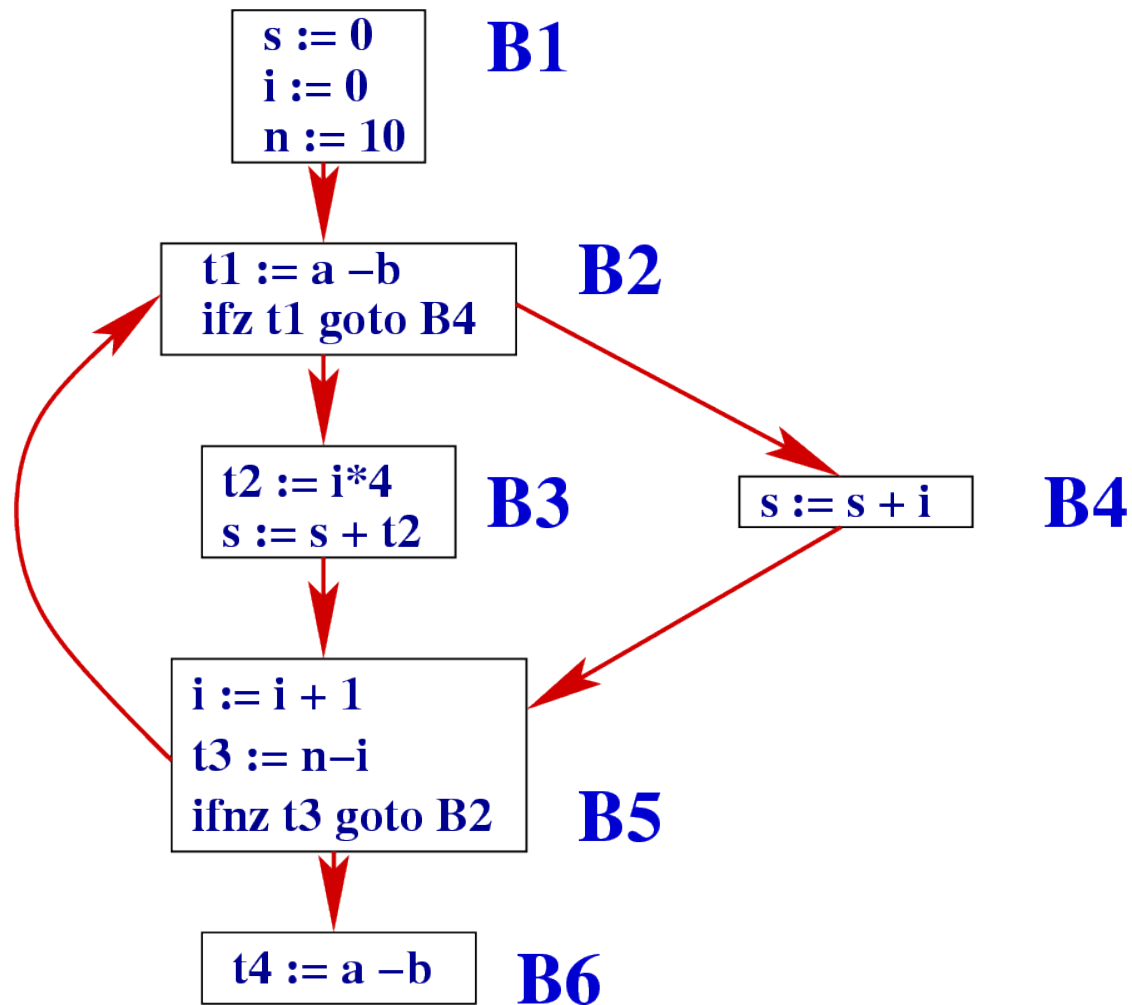 s := 0
i := 0
n := 10
B1
t1 := a −b
ifz t1 goto B4
B2
t2 := i*4
s := s + t2
B3
s := s + i
B4
i := i + 1
t3 := n−i
ifnz t3 goto B2
B5
t4 := a −b
B6